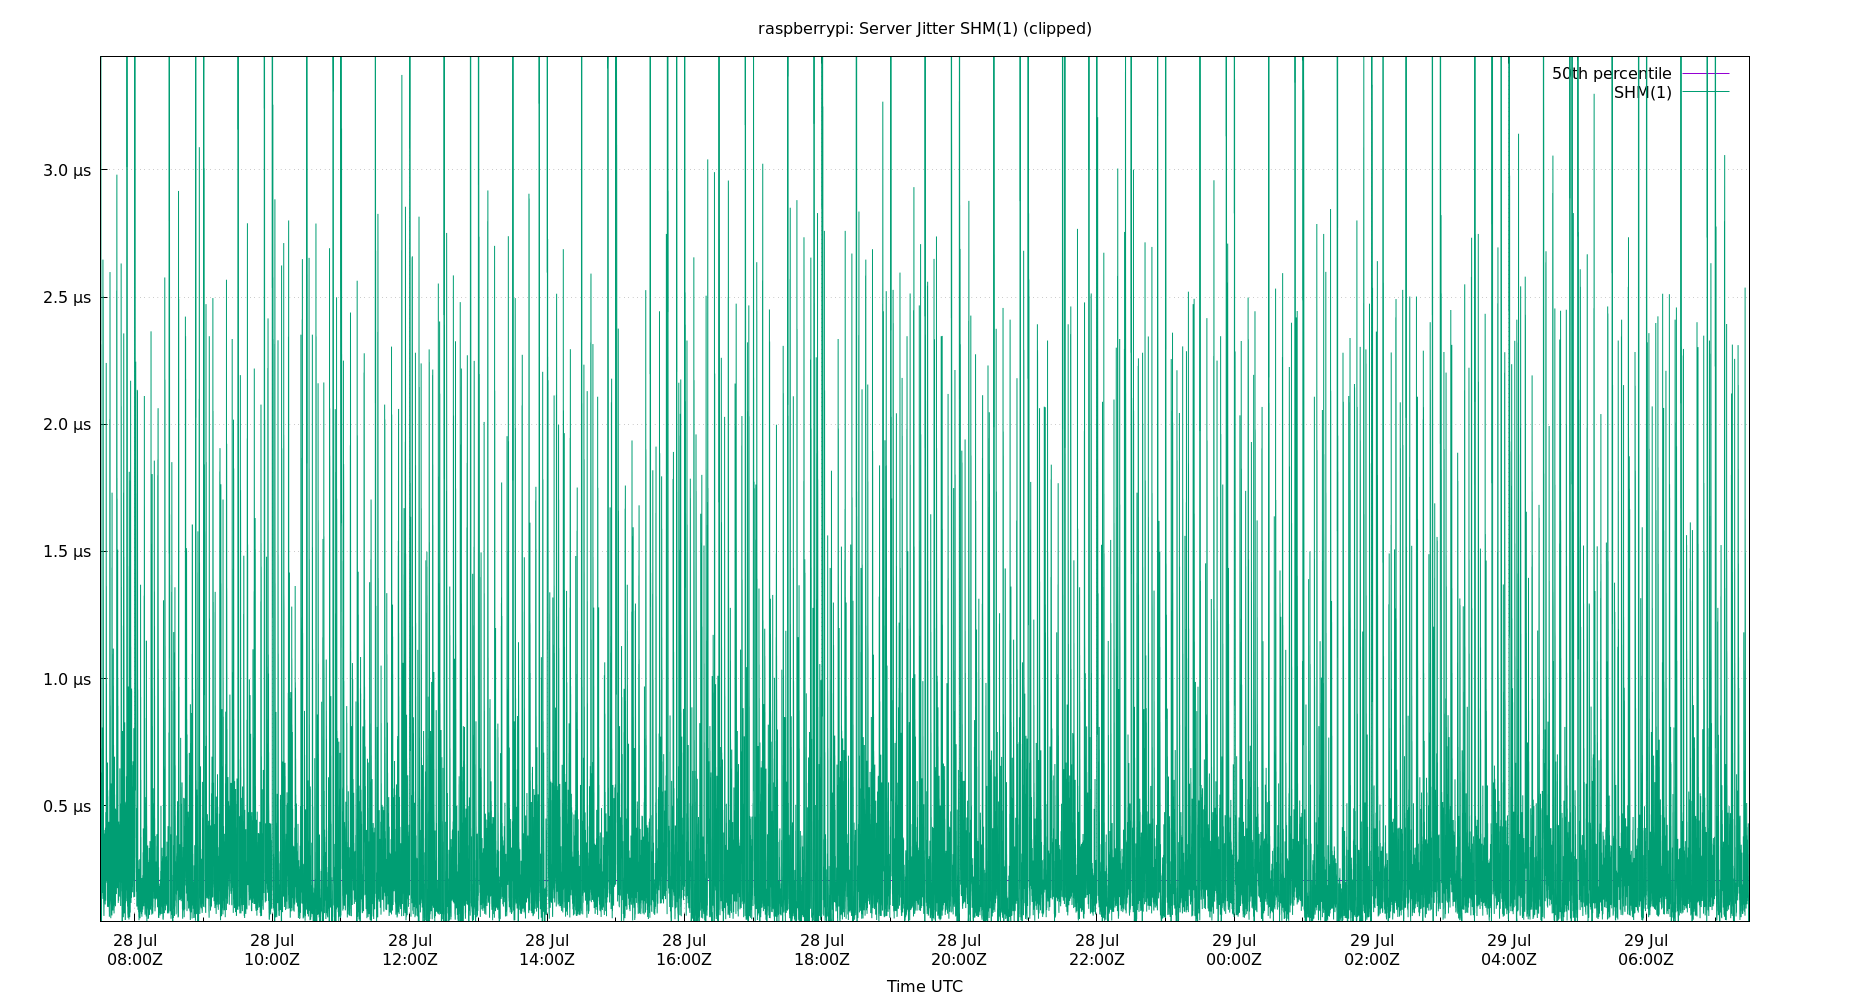 raspberrypi: Server Jitter SHM(1) (clipped)
50th percentile
SHM(1)
3.0 µs
2.5 µs
2.0 µs
1.5 µs
1.0 µs
0.5 µs
28 Jul 28 Jul 28 Jul 28 Jul 28 Jul 28 Jul 28 Jul 28 Jul 29 Jul 29 Jul 29 Jul 29 Jul
08:00Z 10:00Z 12:00Z 14:00Z 16:00Z 18:00Z 20:00Z 22:00Z 00:00Z 02:00Z 04:00Z 06:00Z
Time UTC